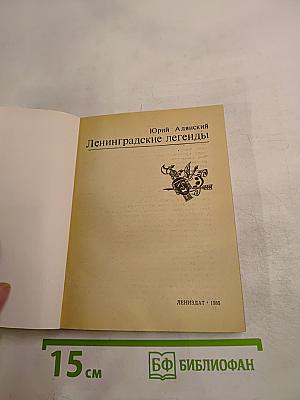 Юрий Алянский
Ленинградские легенды
ЛЕНИЗДАТ • 1985
15 см
БФ БИБЛИОФАН